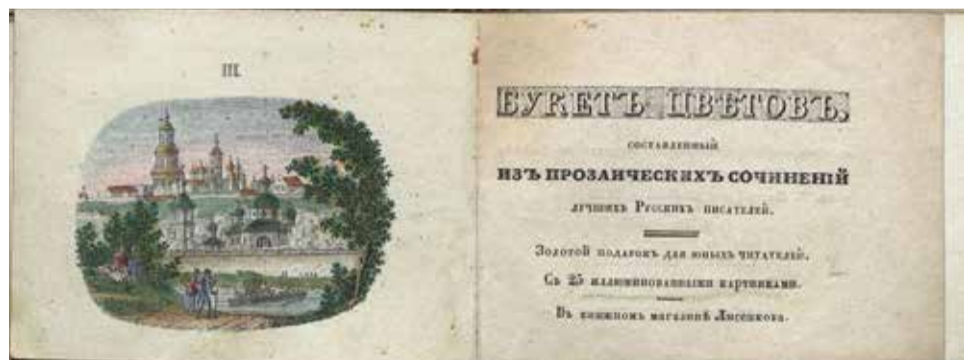 III.
БУКЕТЪ ЦВѢТОВЪ,
СОСТАВЛЕННЫЙ
ИЗЪ ПРОЗАИЧЕСКИХЪ СОЧИНЕНІЙ
ЛУЧШИХЪ РУССКИХЪ ПИСАТЕЛЕЙ.
Золотой подарокъ для юныхъ читателей.
Съ 25 иллюминованными картинками.
Въ книжномъ магазинѣ Лисенкова.